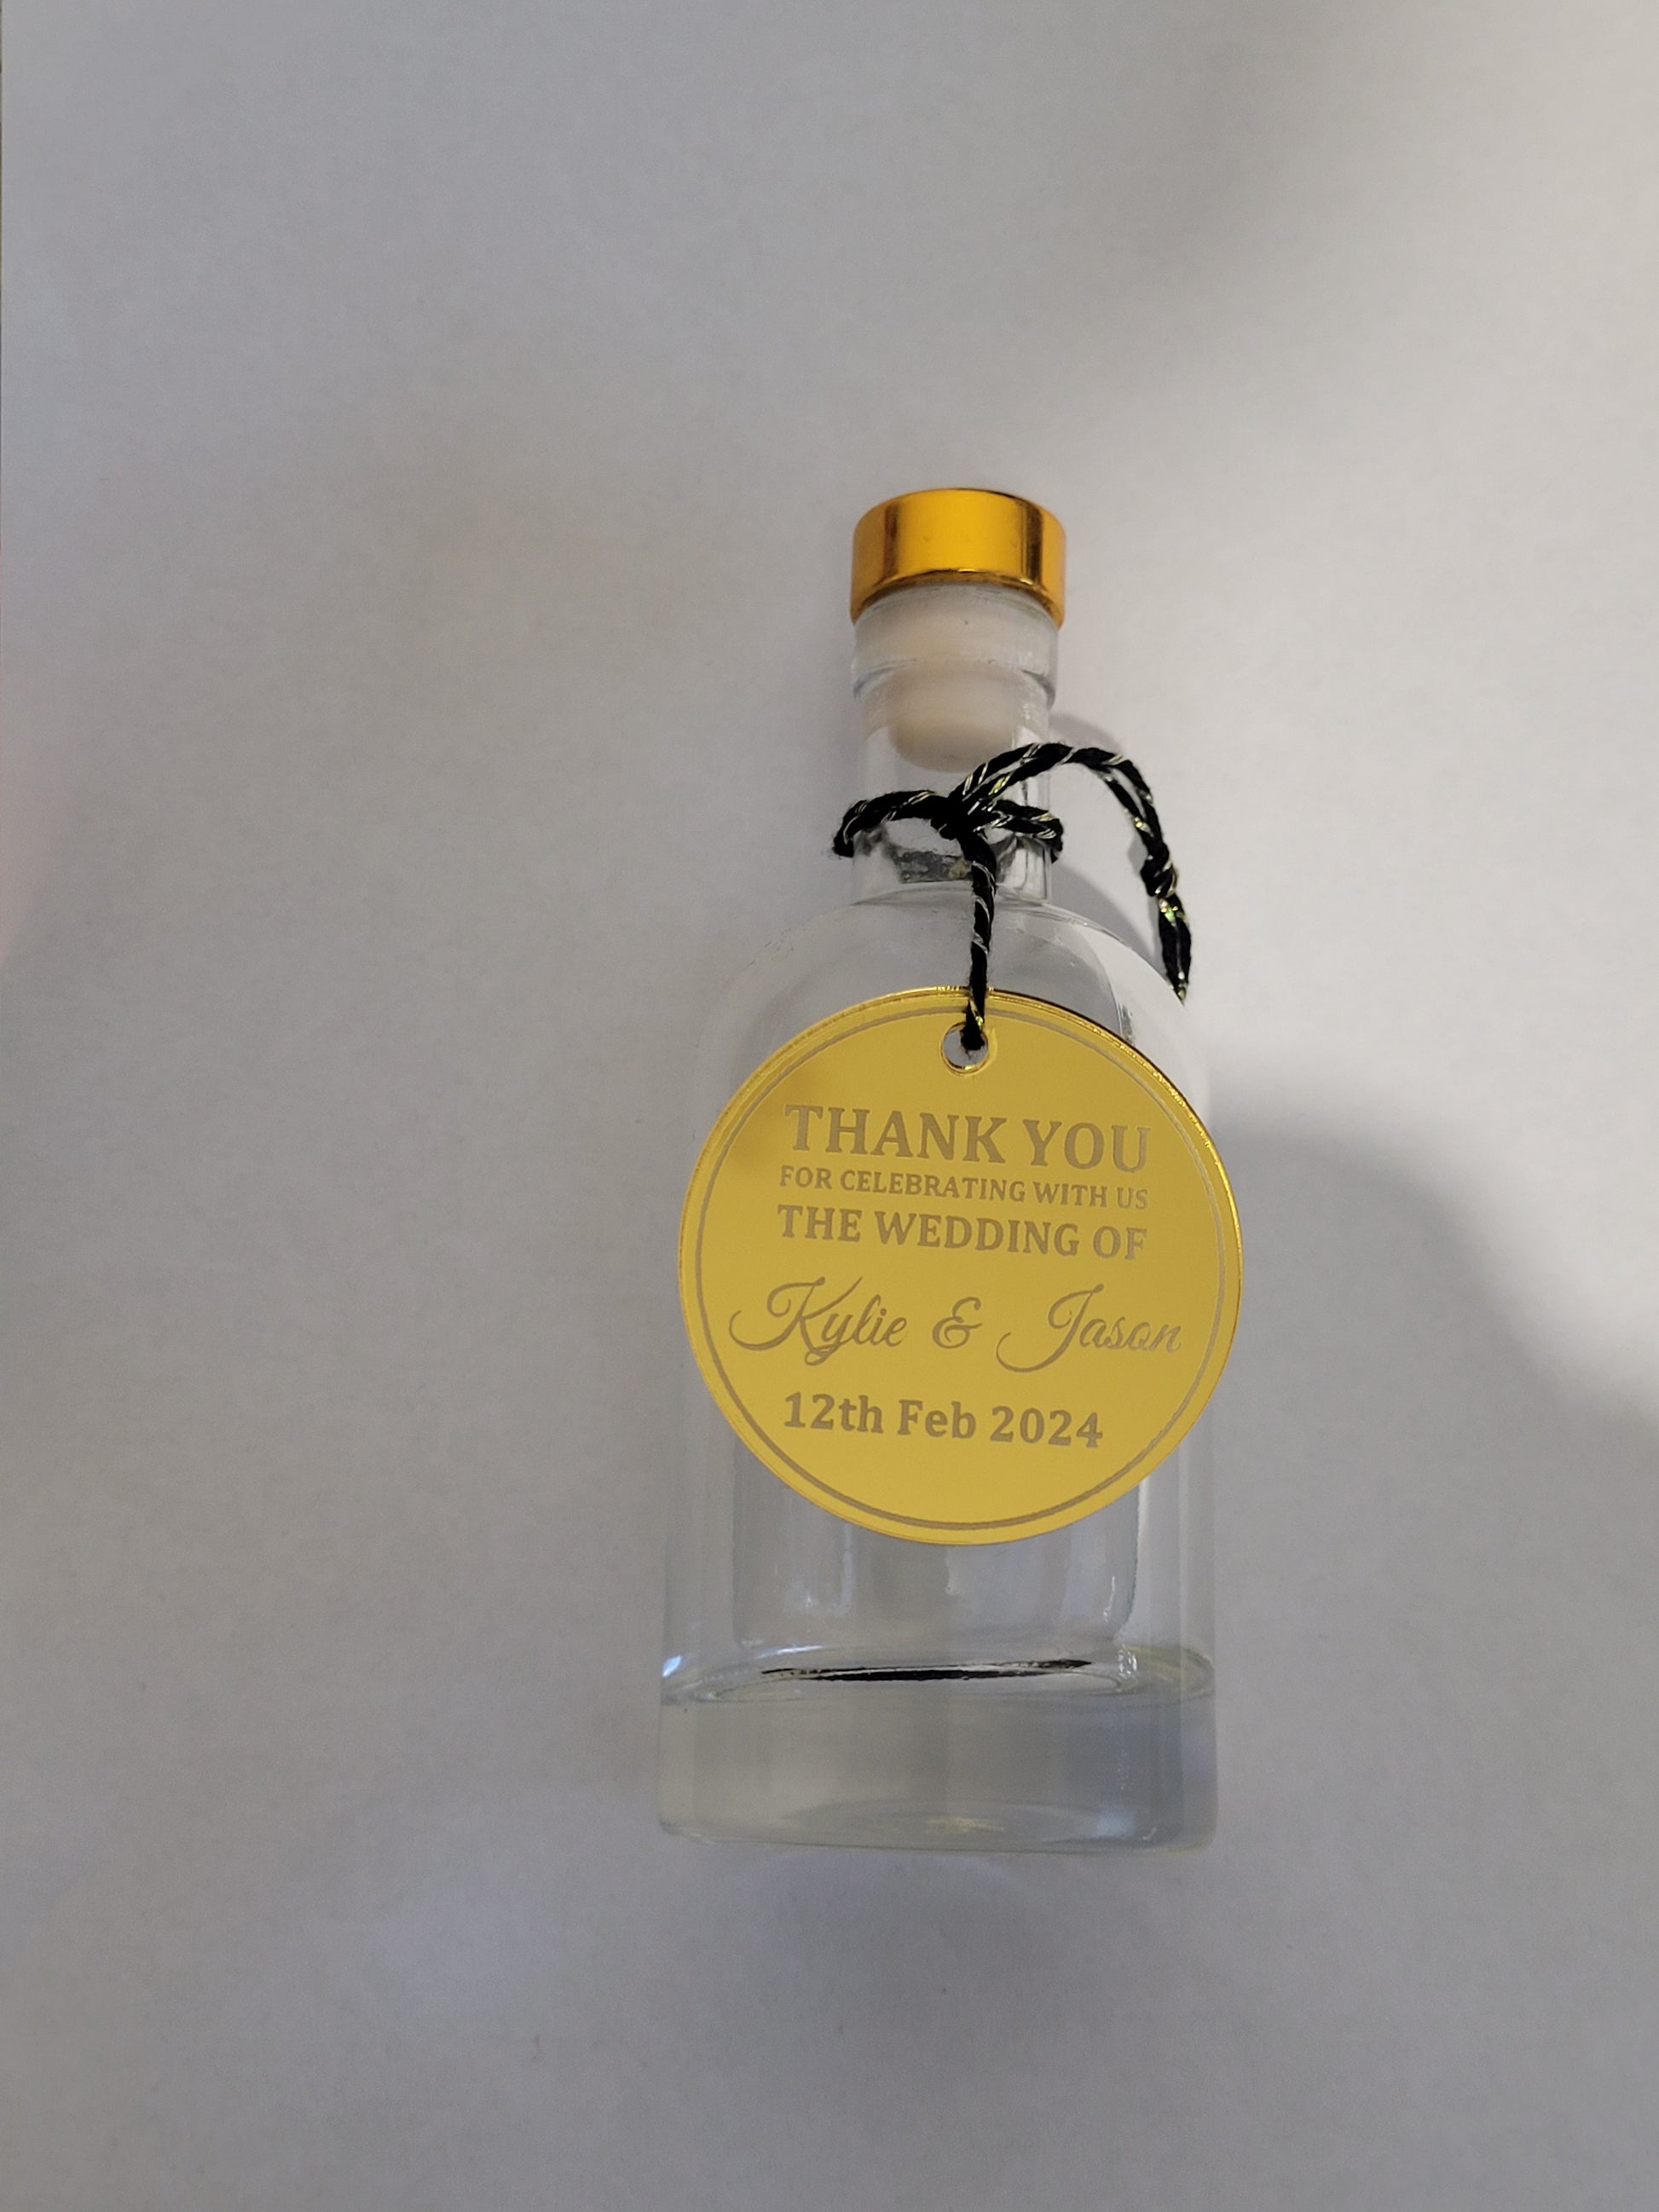 THANK YOU
FOR CELEBRATING WITH US
THE WEDDING OF
Kylie & Jason
12th Feb 2024